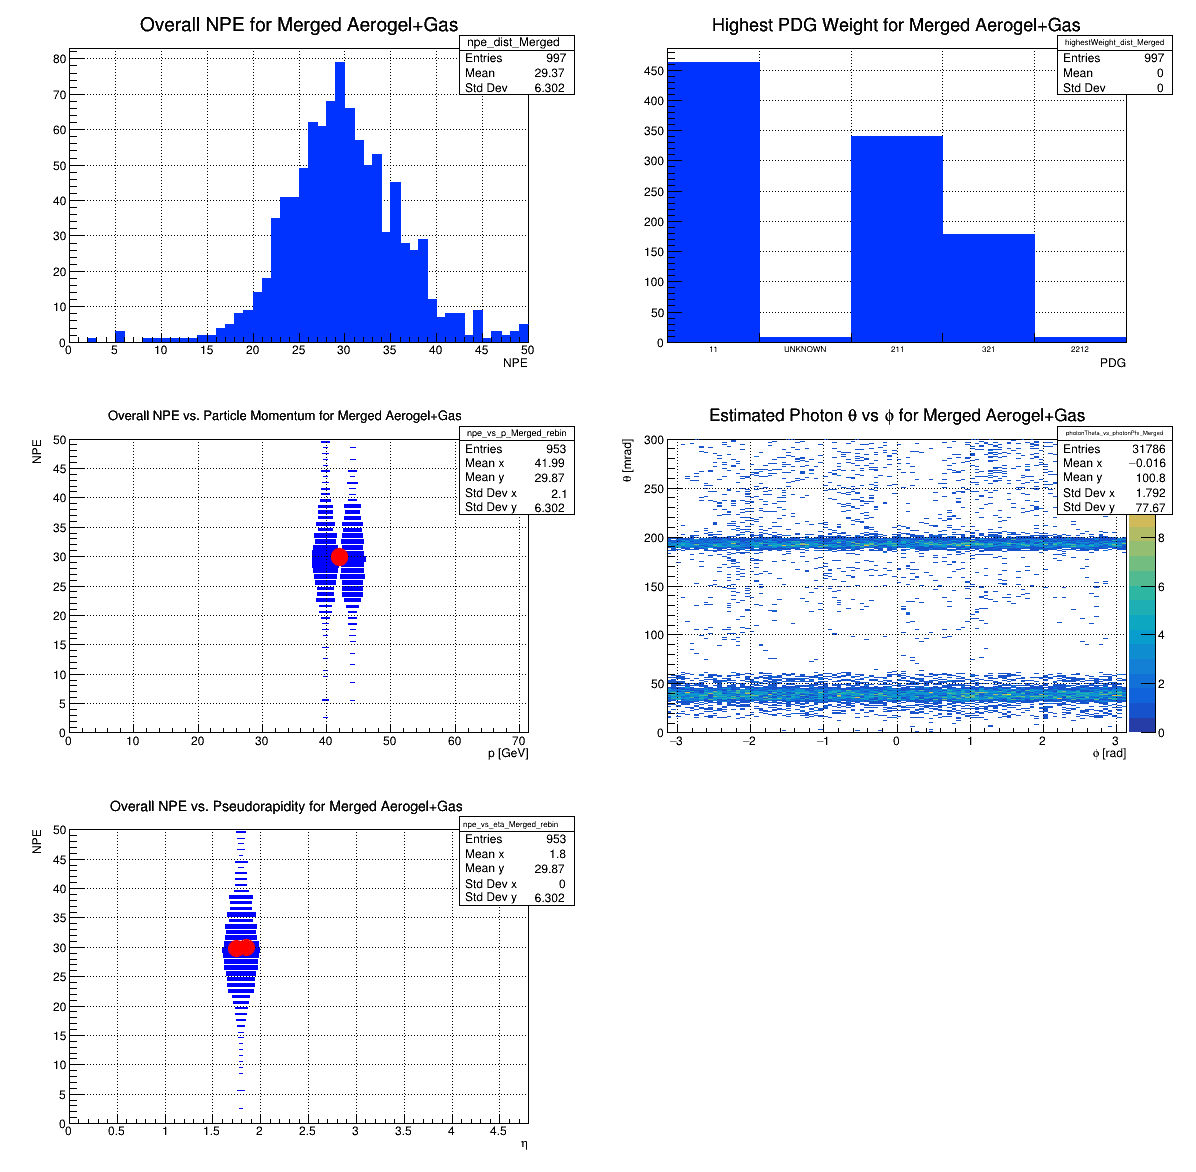 Overall NPE for Merged Aerogel+Gas
npe_dist_Merged
Entries 997
Mean 29.37
Std Dev 6.302
80
70
60
50
40
30
20
10
0
0 5 10 15 20 25 30 35 40 45 50
NPE
Highest PDG Weight for Merged Aerogel+Gas
highestWeight_dist_Merged
Entries 997
Mean 0
Std Dev 0
450
400
350
300
250
200
150
100
50
0
11 UNKNOWN 211 321 2212
PDG
Overall NPE vs. Particle Momentum for Merged Aerogel+Gas
npe_vs_p_Merged_rebin
Entries 953
Mean x 41.99
Mean y 29.87
Std Dev x 2.1
Std Dev y 6.302
NPE
50
45
40
35
30
25
20
15
10
5
0
0 10 20 30 40 50 60 70
p [GeV]
Estimated Photon θ vs ϕ for Merged Aerogel+Gas
photonTheta_vs_photonPhi_Merged
Entries 31786
Mean x −0.016
Mean y 100.8
Std Dev x 1.792
Std Dev y 77.67
θ [mrad]
300
250
200
150
100
50
0
−3 −2 −1 0 1 2 3
ϕ [rad]
8
6
4
2
0
Overall NPE vs. Pseudorapidity for Merged Aerogel+Gas
npe_vs_eta_Merged_rebin
Entries 953
Mean x 1.8
Mean y 29.87
Std Dev x 0
Std Dev y 6.302
NPE
50
45
40
35
30
25
20
15
10
5
0
0 0.5 1 1.5 2 2.5 3 3.5 4 4.5
η